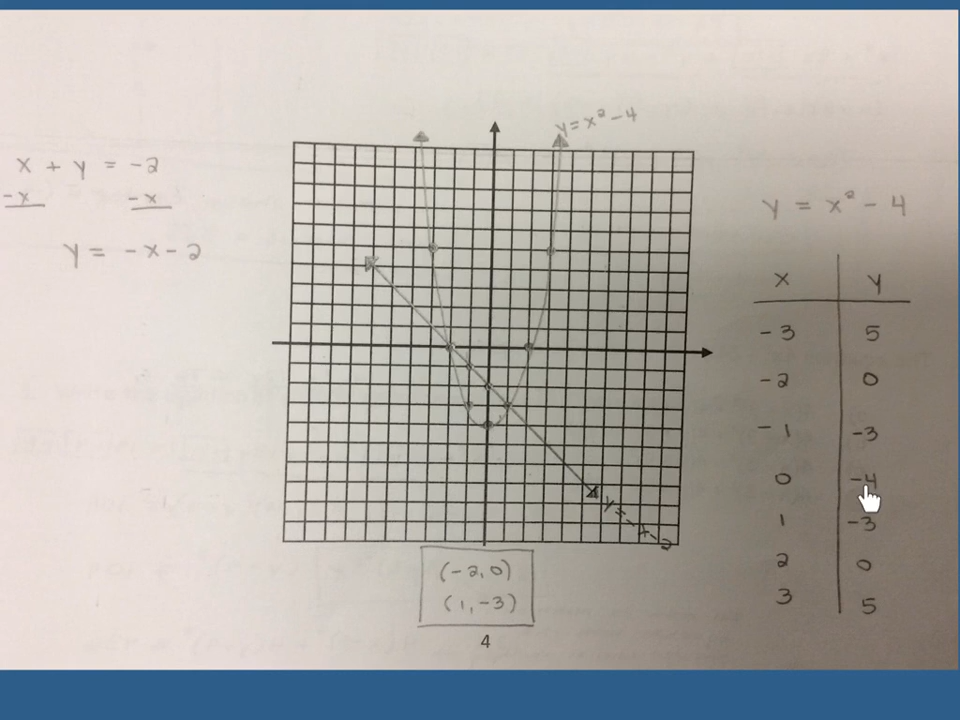 x + y = -2
-x -x
y = -x - 2
y = x² - 4
y = -x - 2
(-2, 0)
(1, -3)
4
y = x² - 4
x y
-3 5
-2 0
-1 -3
0 -4
1 -3
2 0
3 5